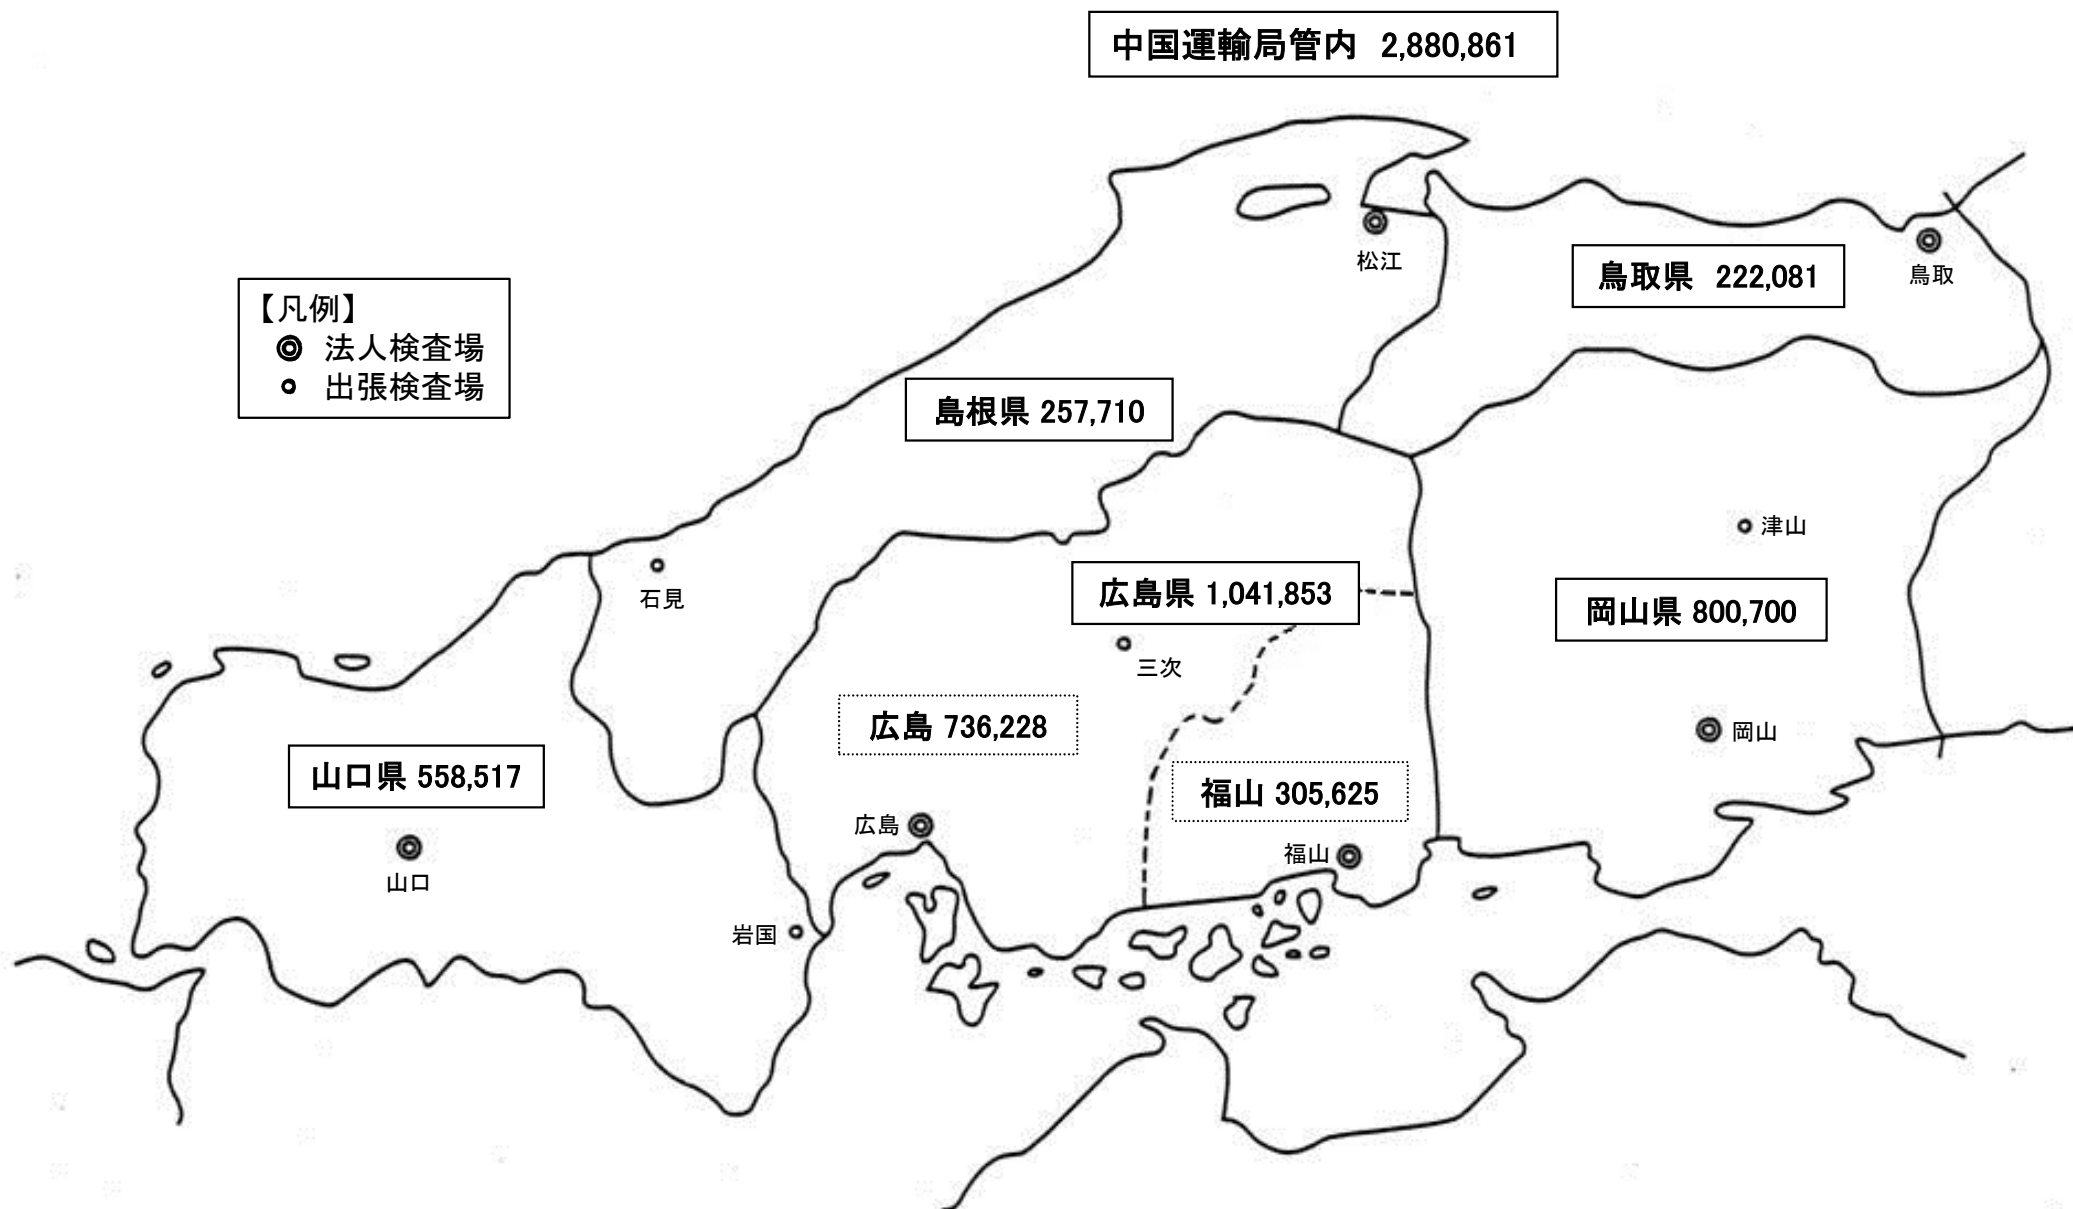 中国運輸局管内 2,880,861
松江
鳥取県 222,081
鳥取
【凡例】
◎ 法人検査場
○ 出張検査場
島根県 257,710
津山
石見
広島県 1,041,853
岡山県 800,700
三次
広島 736,228
岡山
山口県 558,517
福山 305,625
広島
福山
山口
岩国